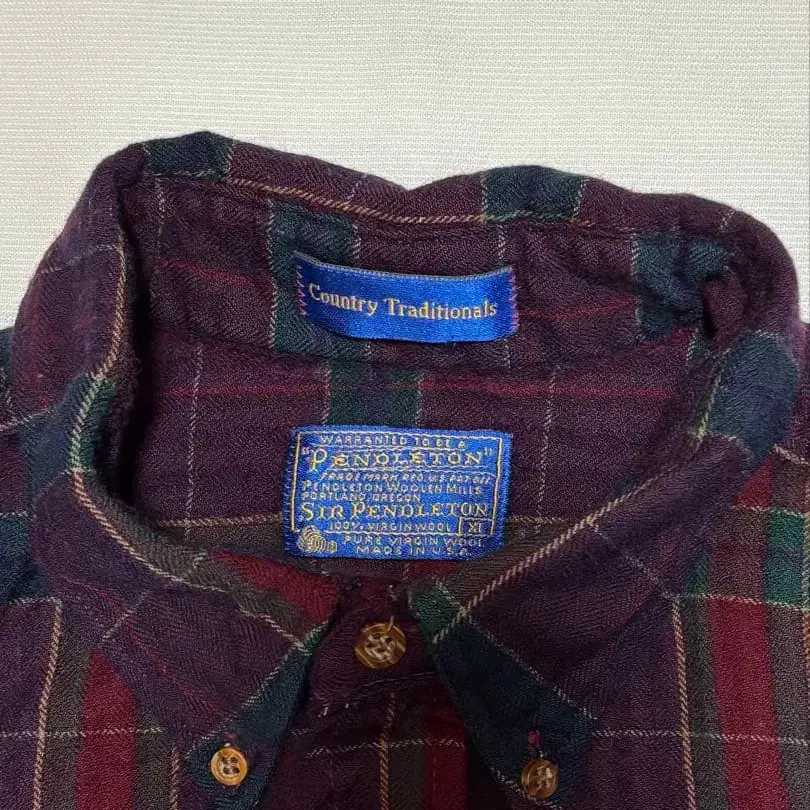 Country Traditionals
WARRANTED TO BE A
"PENDLETON"
TRADE MARK REG. U.S. PAT. OFF.
PENDLETON WOOLEN MILLS
PORTLAND, OREGON
SIR PENDLETON
100% VIRGIN WOOL XL
PURE VIRGIN WOOL
MADE IN U.S.A.